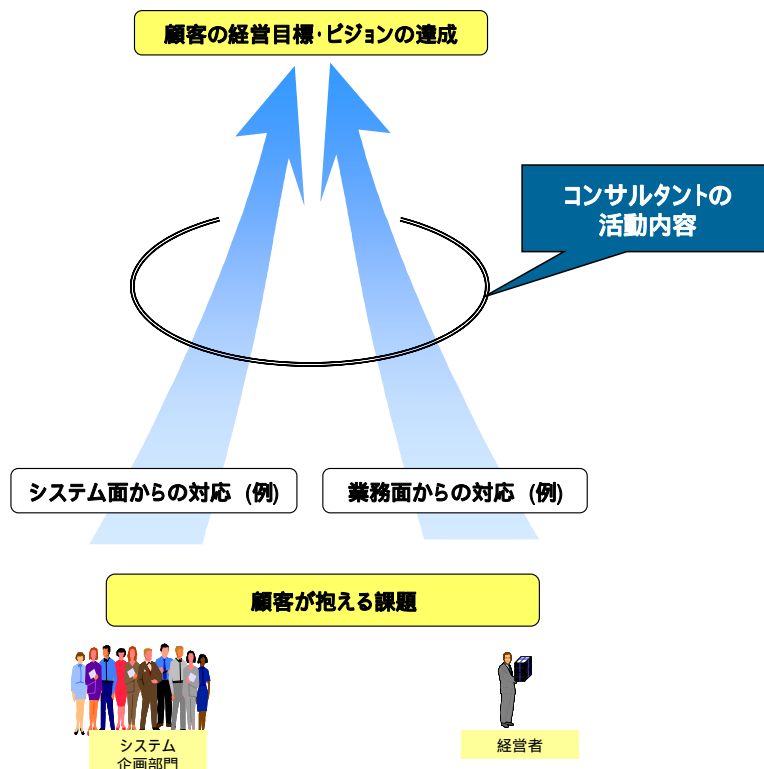 顧客の経営目標・ビジョンの達成
コンサルタントの
活動内容
システム面からの対応 (例)
業務面からの対応 (例)
顧客が抱える課題
システム
企画部門
経営者